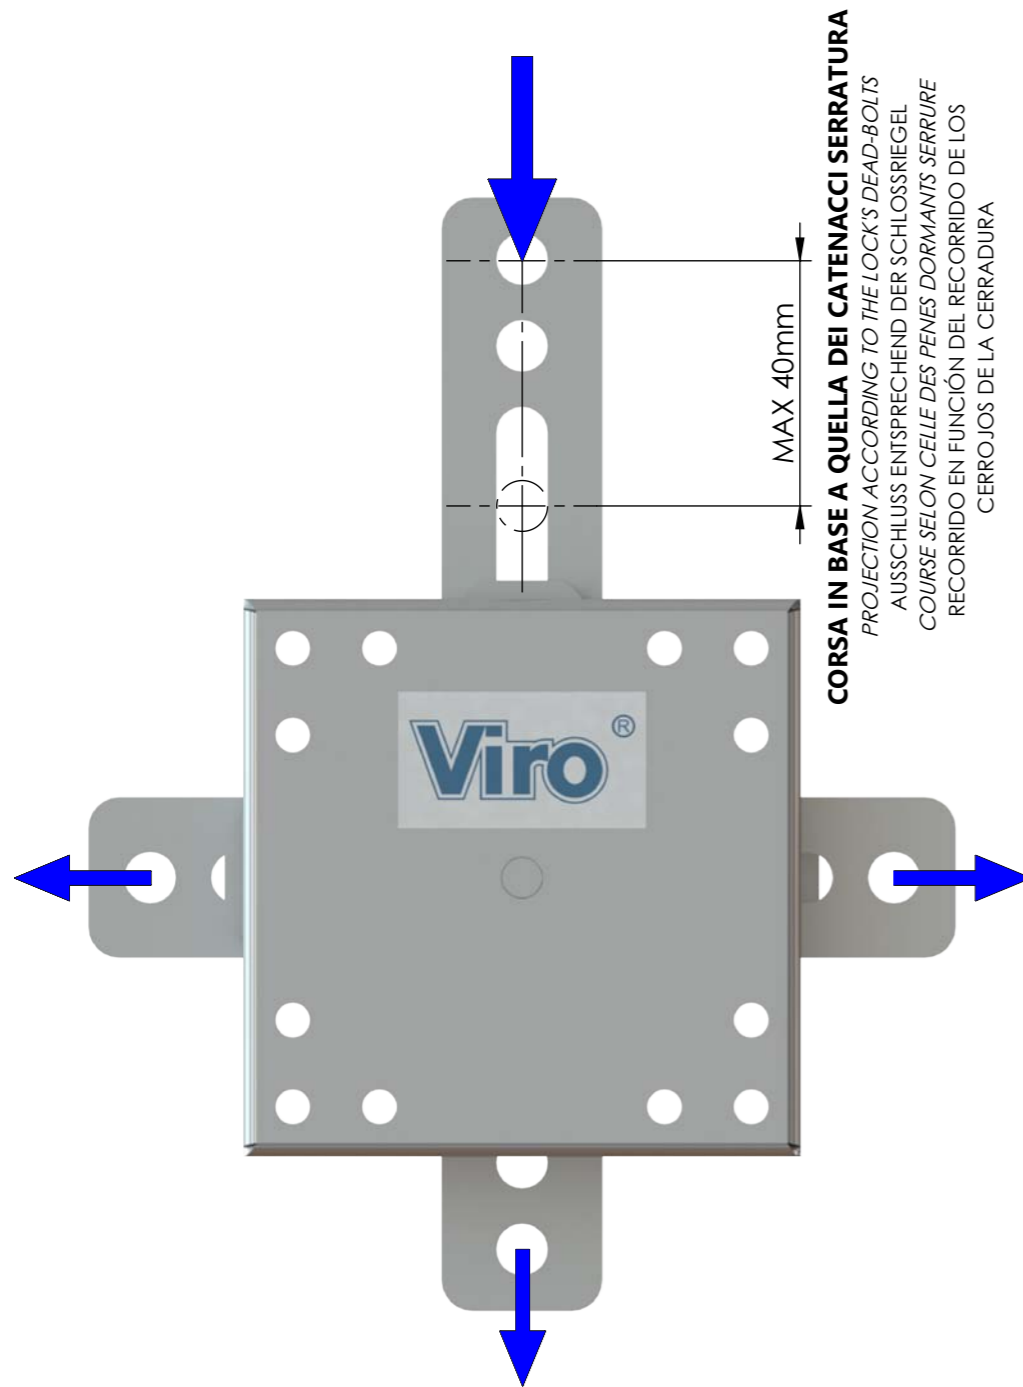 CORSA IN BASE A QUELLA DEI CATENACCI SERRATURA
PROJECTION ACCORDING TO THE LOCK'S DEAD-BOLTS
AUSSCHLUSS ENTSPRECHEND DER SCHLOSSRIEGEL
COURSE SELON CELLE DES PENES DORMANTS SERRURE
RECORRIDO EN FUNCIÓN DEL RECORRIDO DE LOS
CERROJOS DE LA CERRADURA
MAX 40mm
Viro ®